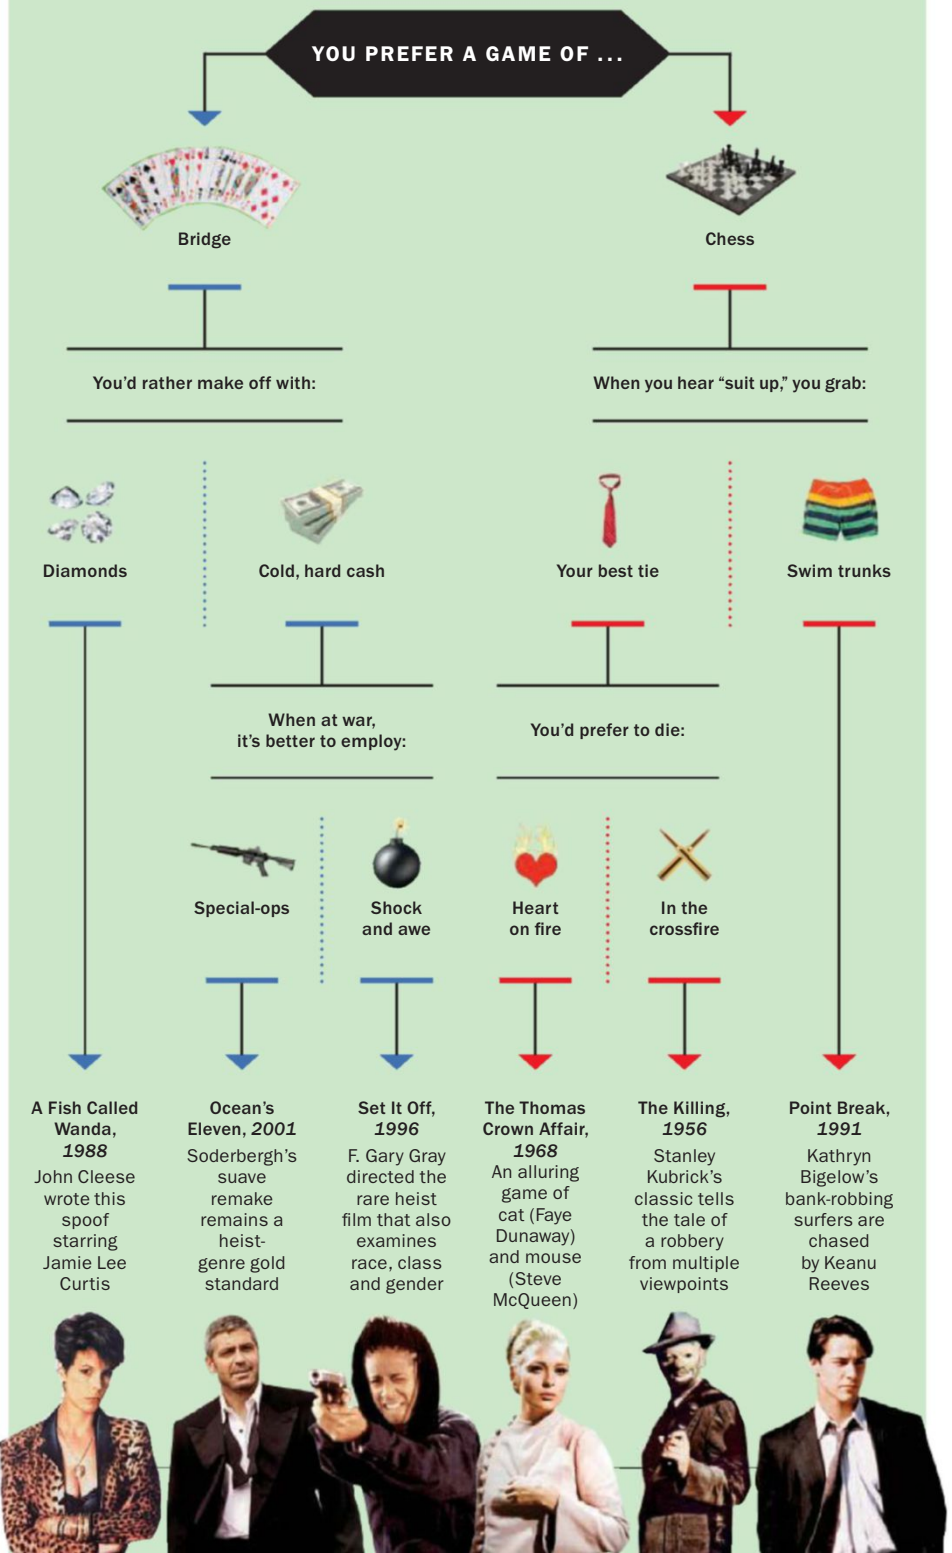 YOU PREFER A GAME OF ...
Bridge
Chess
You’d rather make off with:
When you hear “suit up,” you grab:
Diamonds
Cold, hard cash
Your best tie
Swim trunks
When at war,
it’s better to employ:
You’d prefer to die:
Special-ops
Shock
and awe
Heart
on fire
In the
crossfire
A Fish Called
Wanda,
1988
John Cleese
wrote this
spoof
starring
Jamie Lee
Curtis
Ocean’s
Eleven, 2001
Soderbergh’s
suave
remake
remains a
heist-
genre gold
standard
Set It Off,
1996
F. Gary Gray
directed the
rare heist
film that also
examines
race, class
and gender
The Thomas
Crown Affair,
1968
An alluring
game of
cat (Faye
Dunaway)
and mouse
(Steve
McQueen)
The Killing,
1956
Stanley
Kubrick’s
classic tells
the tale of
a robbery
from multiple
viewpoints
Point Break,
1991
Kathryn
Bigelow’s
bank-robbing
surfers are
chased
by Keanu
Reeves